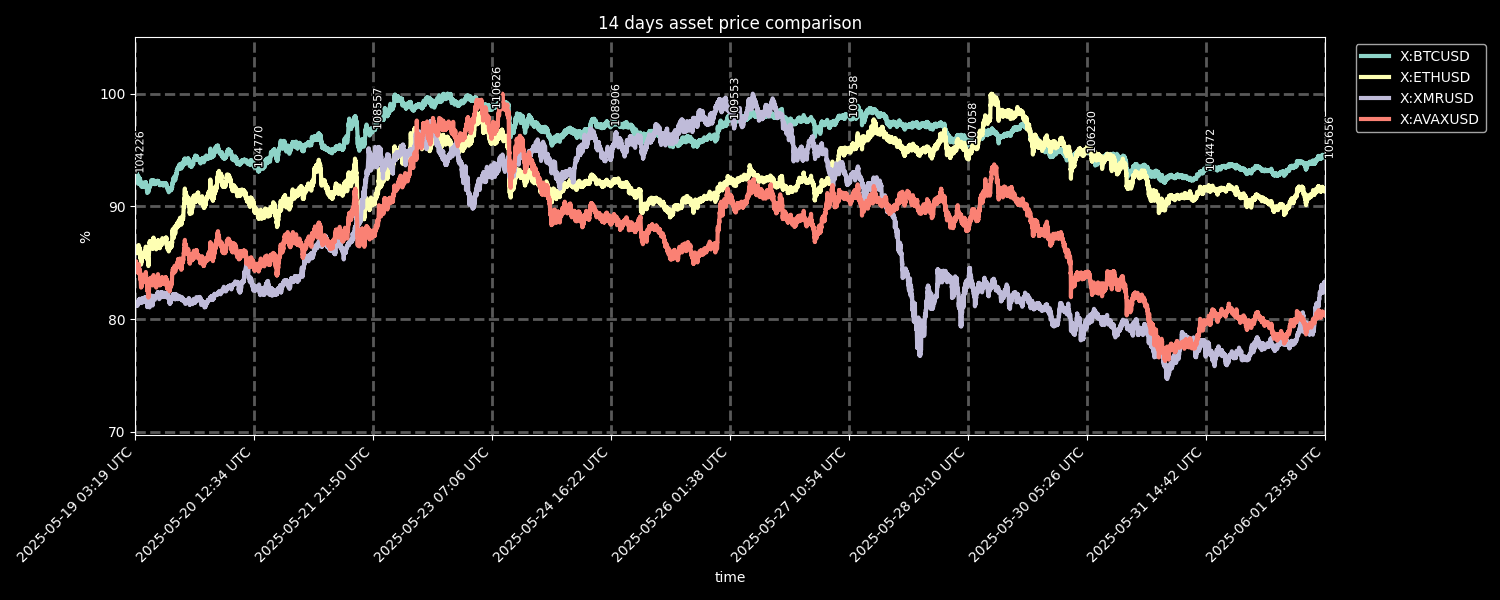 14 days asset price comparison
X:BTCUSD
X:ETHUSD
X:XMRUSD
X:AVAXUSD
100
90
80
70
%
104226
104770
108557
110626
108906
109553
109758
107058
106230
104472
105656
2025-05-19 03:19 UTC
2025-05-20 12:34 UTC
2025-05-21 21:50 UTC
2025-05-23 07:06 UTC
2025-05-24 16:22 UTC
2025-05-26 01:38 UTC
2025-05-27 10:54 UTC
2025-05-28 20:10 UTC
2025-05-30 05:26 UTC
2025-05-31 14:42 UTC
2025-06-01 23:58 UTC
time